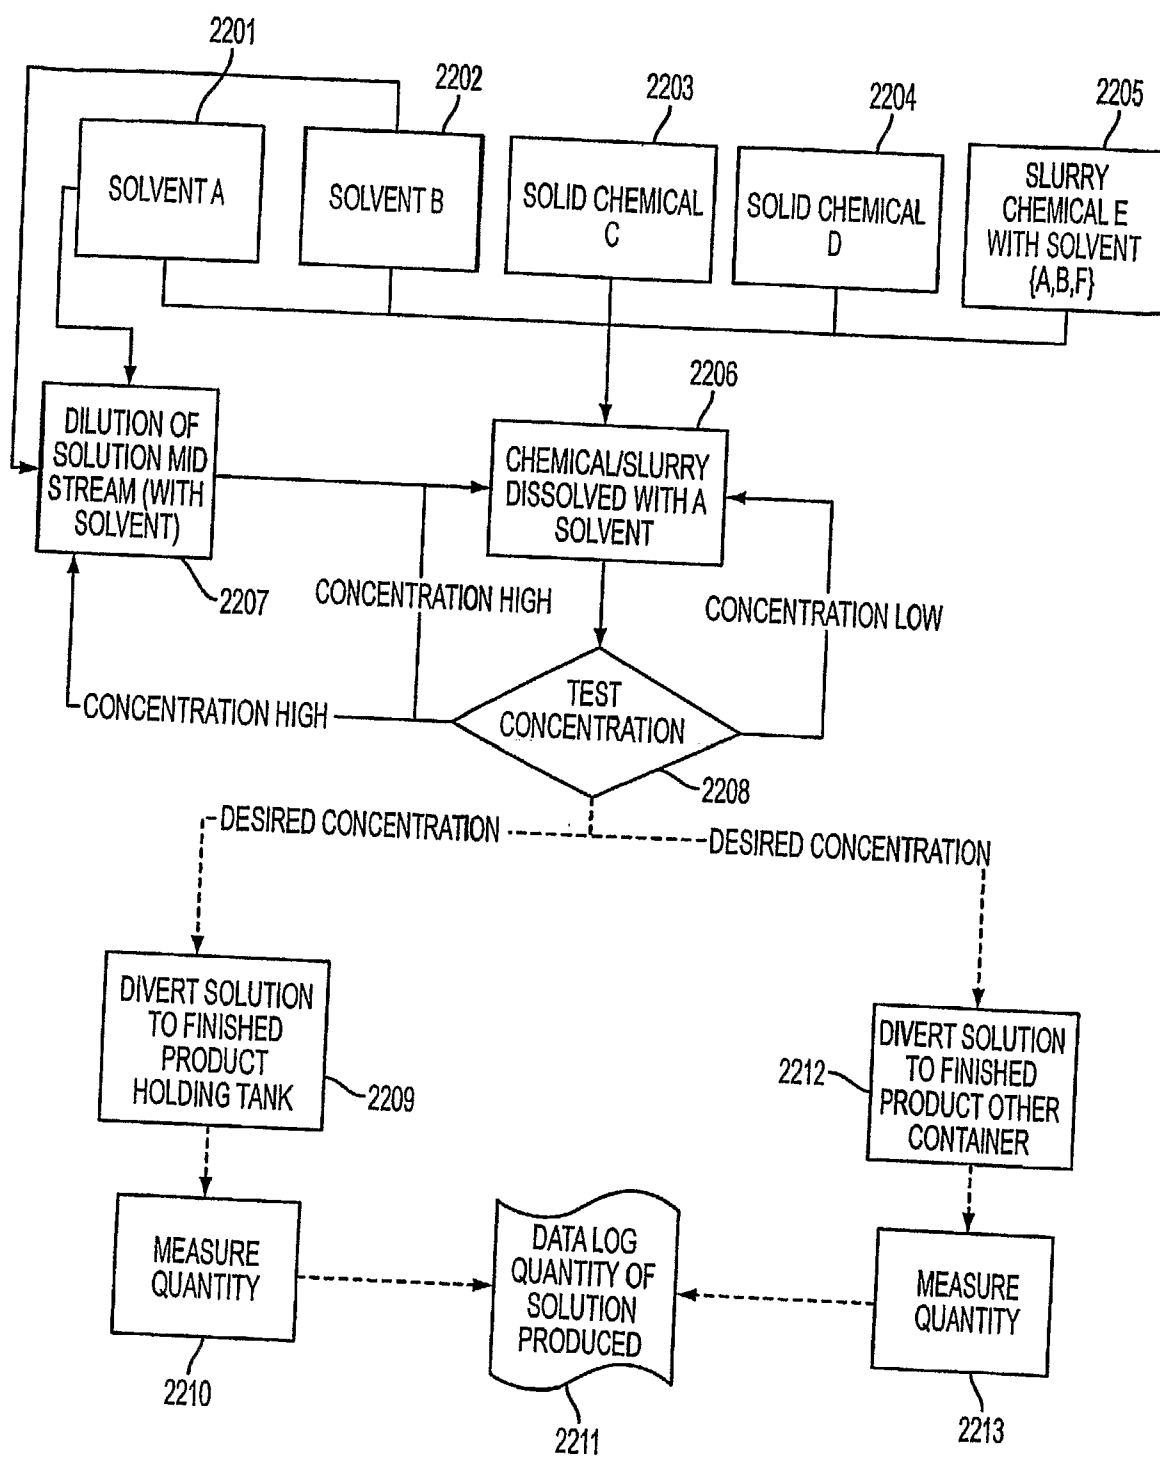 2201
2202
2203
2204
2205
SOLVENT A
SOLVENT B
SOLID CHEMICAL
C
SOLID CHEMICAL
D
SLURRY
CHEMICAL E
WITH SOLVENT
{A,B,F}
2206
DILUTION OF
SOLUTION MID
STREAM (WITH
SOLVENT)
2207
CHEMICAL/SLURRY
DISSOLVED WITH A
SOLVENT
CONCENTRATION HIGH
CONCENTRATION LOW
CONCENTRATION HIGH
TEST
CONCENTRATION
2208
DESIRED CONCENTRATION
DESIRED CONCENTRATION
DIVERT SOLUTION
TO FINISHED
PRODUCT
HOLDING TANK
2209
2212
DIVERT SOLUTION
TO FINISHED
PRODUCT OTHER
CONTAINER
MEASURE
QUANTITY
2210
DATA LOG
QUANTITY OF
SOLUTION
PRODUCED
2211
MEASURE
QUANTITY
2213